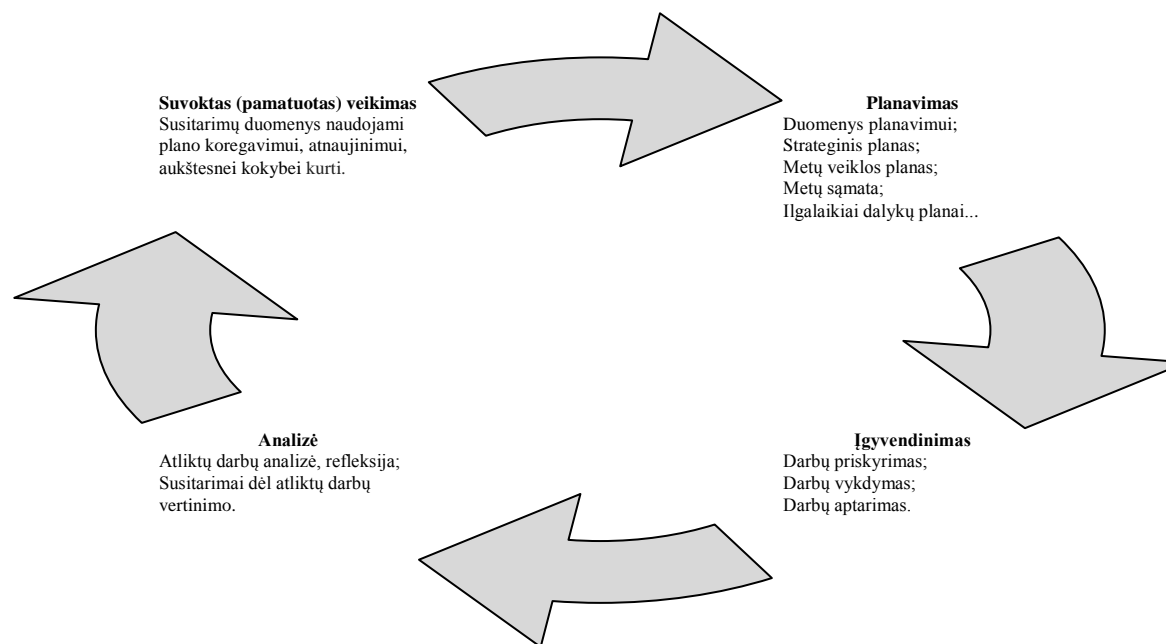 Suvoktas (pamatuotas) veikimas
Susitarimų duomenys naudojami
plano koregavimui, atnaujinimui,
aukštesnei kokybei kurti.
Planavimas
Duomenys planavimui;
Strateginis planas;
Metų veiklos planas;
Metų sąmata;
Ilgalaikiai dalykų planai...
Analizė
Atliktų darbų analizė, refleksija;
Susitarimai dėl atliktų darbų
vertinimo.
Įgyvendinimas
Darbų priskyrimas;
Darbų vykdymas;
Darbų aptarimas.